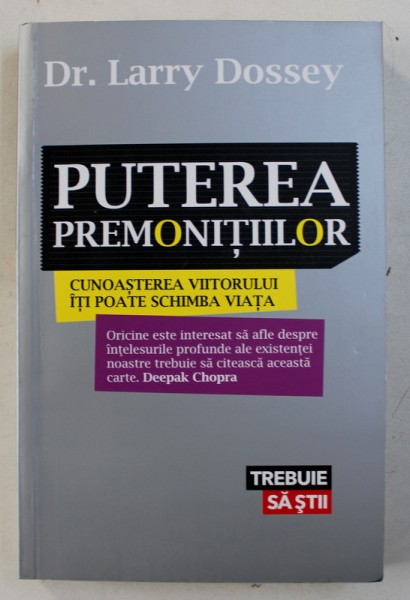 Dr. Larry Dossey
PUTEREA
PREMONIȚIILOR
CUNOAȘTEREA VIITORULUI
ÎȚI POATE SCHIMBA VIAȚA
Oricine este interesat să afle despre
înțelesurile profunde ale existenței
noastre trebuie să citească această
carte. Deepak Chopra
TREBUIE
SĂ ȘTII